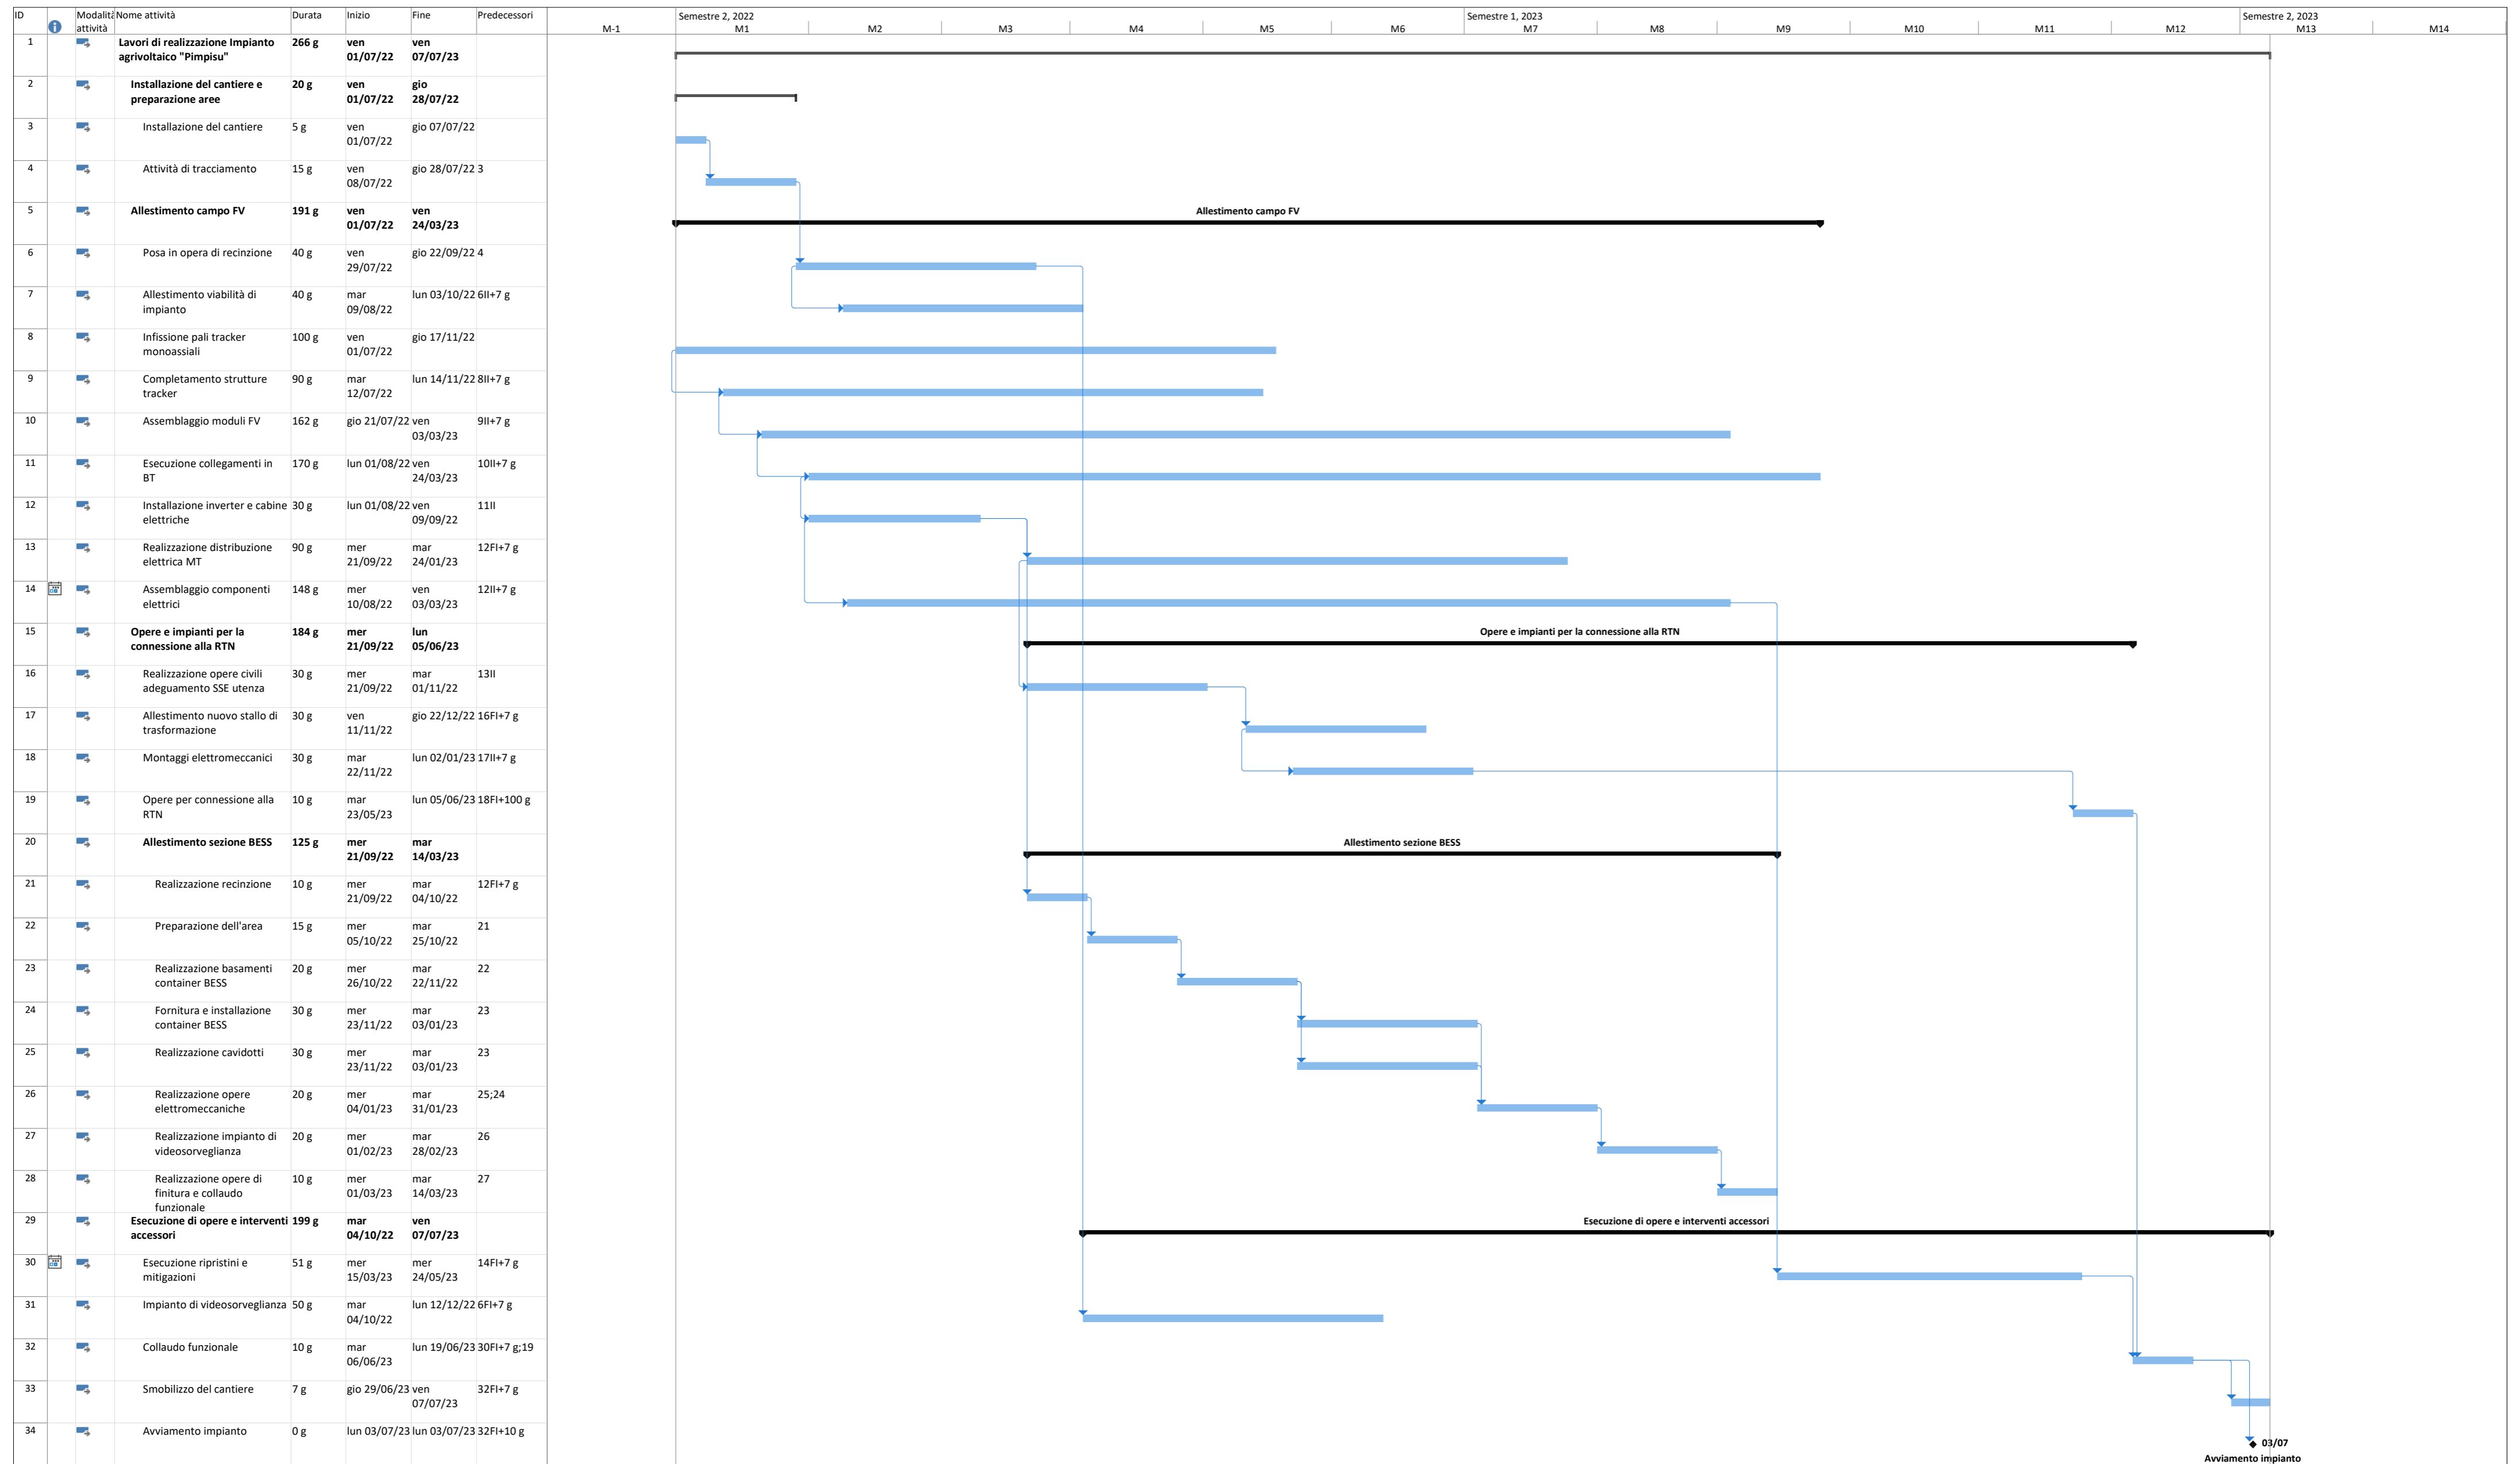 ID Modalità attività Nome attività Durata Inizio Fine Predecessori
Semestre 2, 2022 Semestre 1, 2023 Semestre 2, 2023
M-1 M1 M2 M3 M4 M5 M6 M7 M8 M9 M10 M11 M12 M13 M14
1 Lavori di realizzazione Impianto agrivoltaico "Pimpisu" 266 g ven 01/07/22 ven 07/07/23
2 Installazione del cantiere e preparazione aree 20 g ven 01/07/22 gio 28/07/22
3 Installazione del cantiere 5 g ven 01/07/22 gio 07/07/22
4 Attività di tracciamento 15 g ven 08/07/22 gio 28/07/22 3
5 Allestimento campo FV 191 g ven 01/07/22 ven 24/03/23
Allestimento campo FV
6 Posa in opera di recinzione 40 g ven 29/07/22 gio 22/09/22 4
7 Allestimento viabilità di impianto 40 g mar 09/08/22 lun 03/10/22 6II+7 g
8 Infissione pali tracker monoassiali 100 g ven 01/07/22 gio 17/11/22
9 Completamento strutture tracker 90 g mar 12/07/22 lun 14/11/22 8II+7 g
10 Assemblaggio moduli FV 162 g gio 21/07/22 ven 03/03/23 9II+7 g
11 Esecuzione collegamenti in BT 170 g lun 01/08/22 ven 24/03/23 10II+7 g
12 Installazione inverter e cabine elettriche 30 g lun 01/08/22 ven 09/09/22 11II
13 Realizzazione distribuzione elettrica MT 90 g mer 21/09/22 mar 24/01/23 12FI+7 g
14 Assemblaggio componenti elettrici 148 g mer 10/08/22 ven 03/03/23 12II+7 g
15 Opere e impianti per la connessione alla RTN 184 g mer 21/09/22 lun 05/06/23
Opere e impianti per la connessione alla RTN
16 Realizzazione opere civili adeguamento SSE utenza 30 g mer 21/09/22 mar 01/11/22 13II
17 Allestimento nuovo stallo di trasformazione 30 g ven 11/11/22 gio 22/12/22 16FI+7 g
18 Montaggi elettromeccanici 30 g mar 22/11/22 lun 02/01/23 17II+7 g
19 Opere per connessione alla RTN 10 g mar 23/05/23 lun 05/06/23 18FI+100 g
20 Allestimento sezione BESS 125 g mer 21/09/22 mar 14/03/23
Allestimento sezione BESS
21 Realizzazione recinzione 10 g mer 21/09/22 mar 04/10/22 12FI+7 g
22 Preparazione dell'area 15 g mer 05/10/22 mar 25/10/22 21
23 Realizzazione basamenti container BESS 20 g mer 26/10/22 mar 22/11/22 22
24 Fornitura e installazione container BESS 30 g mer 23/11/22 mar 03/01/23 23
25 Realizzazione cavidotti 30 g mer 23/11/22 mar 03/01/23 23
26 Realizzazione opere elettromeccaniche 20 g mer 04/01/23 mar 31/01/23 25;24
27 Realizzazione impianto di videosorveglianza 20 g mer 01/02/23 mar 28/02/23 26
28 Realizzazione opere di finitura e collaudo funzionale 10 g mer 01/03/23 mar 14/03/23 27
29 Esecuzione di opere e interventi accessori 199 g mar 04/10/22 ven 07/07/23
Esecuzione di opere e interventi accessori
30 Esecuzione ripristini e mitigazioni 51 g mer 15/03/23 mer 24/05/23 14FI+7 g
31 Impianto di videosorveglianza 50 g mar 04/10/22 lun 12/12/22 6FI+7 g
32 Collaudo funzionale 10 g mar 06/06/23 lun 19/06/23 30FI+7 g;19
33 Smobilizzo del cantiere 7 g gio 29/06/23 ven 07/07/23 32FI+7 g
34 Avviamento impianto 0 g lun 03/07/23 lun 03/07/23 32FI+10 g
03/07
Avviamento impianto